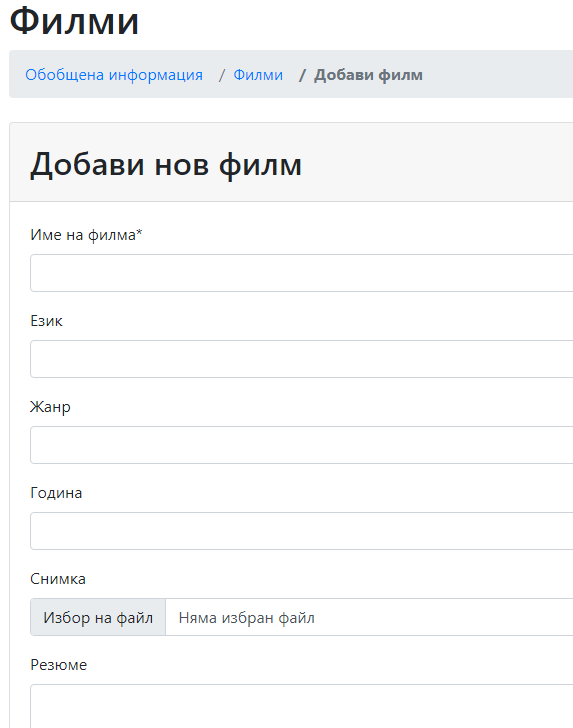 Филми
Обобщена информация / Филми / Добави филм
Добави нов филм
Име на филма*
Език
Жанр
Година
Снимка
Избор на файл Няма избран файл
Резюме